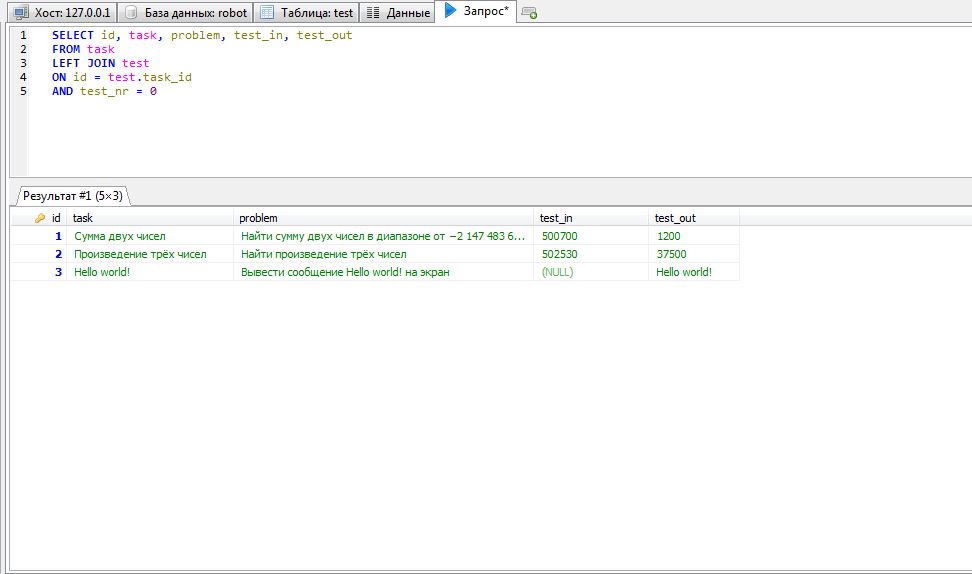 Хост: 127.0.0.1 База данных: robot Таблица: test Данные Запрос*
1 SELECT id, task, problem, test_in, test_out
2 FROM task
3 LEFT JOIN test
4 ON id = test.task_id
5 AND test_nr = 0
Результат #1 (5×3)
id task problem test_in test_out
1 Сумма двух чисел Найти сумму двух чисел в диапазоне от −2 147 483 6... 500700 1200
2 Произведение трёх чисел Найти произведение трёх чисел 502530 37500
3 Hello world! Вывести сообщение Hello world! на экран (NULL) Hello world!